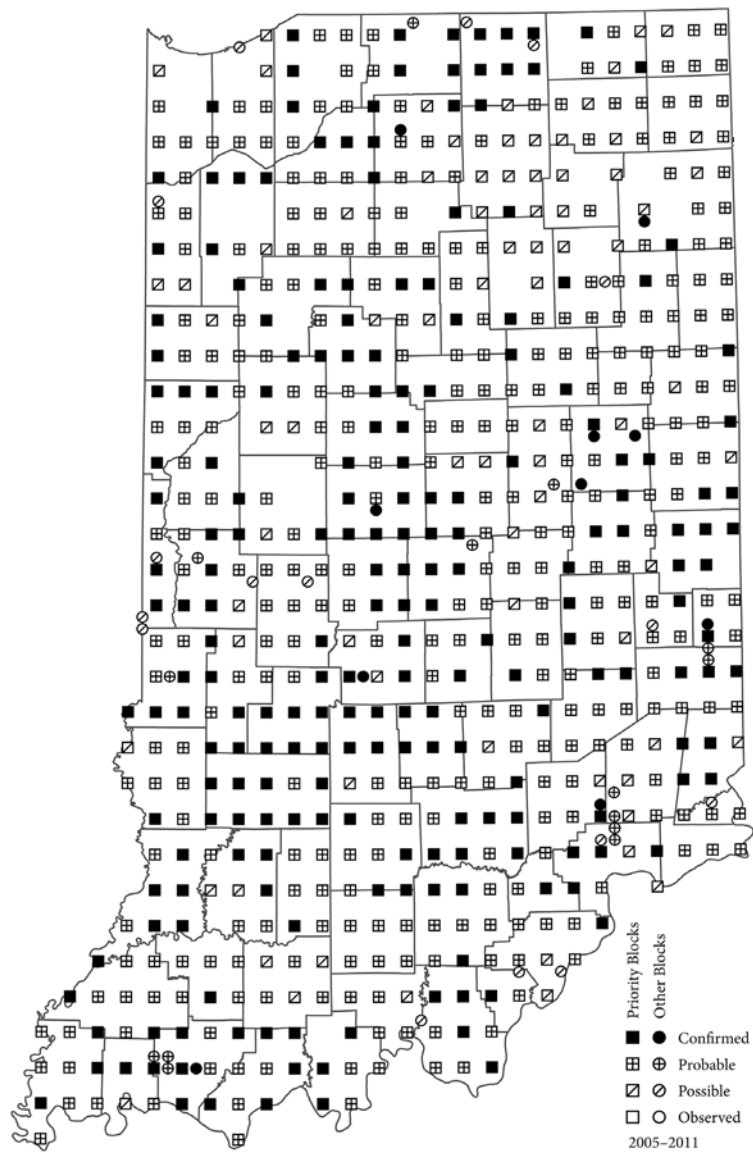 Priority Blocks
Other Blocks
Confirmed
Probable
Possible
Observed
2005–2011